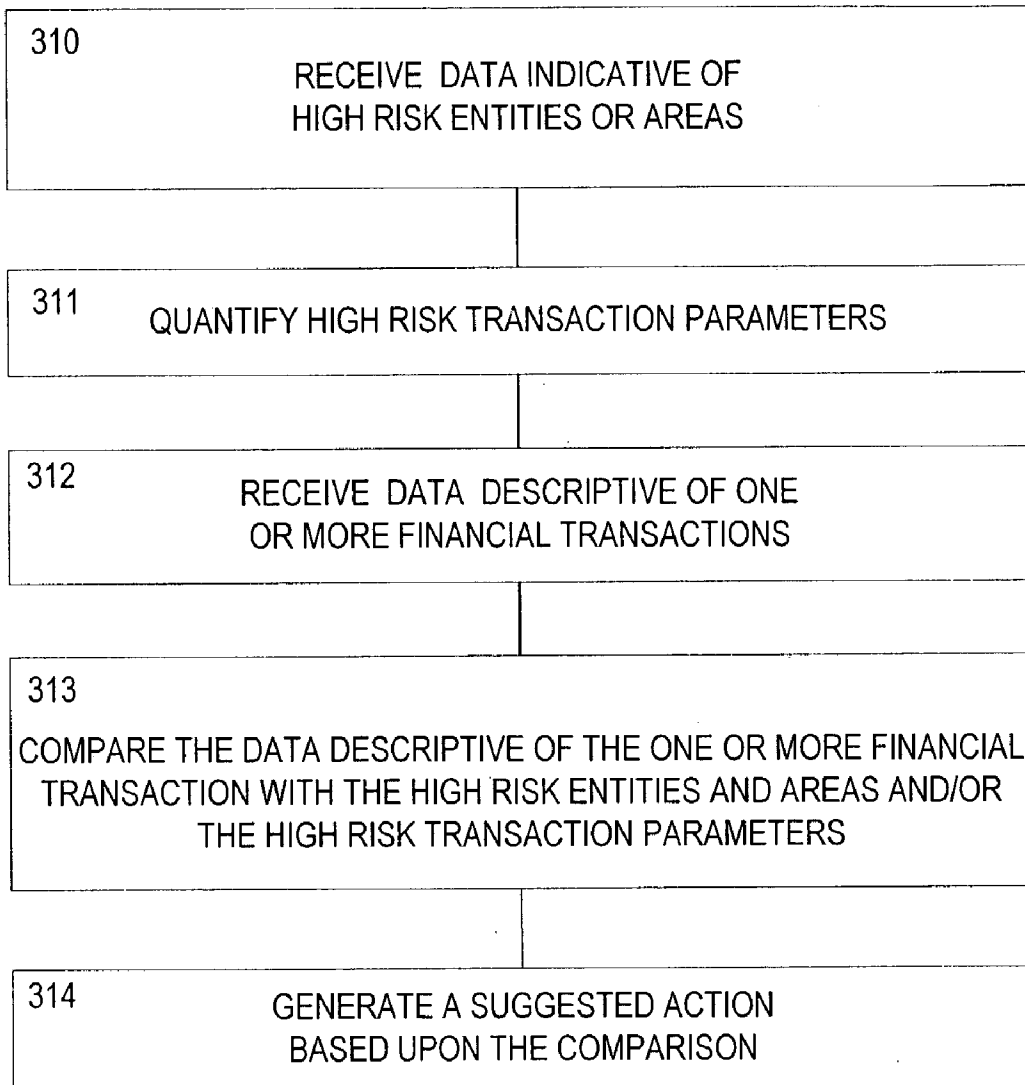 310
RECEIVE DATA INDICATIVE OF
HIGH RISK ENTITIES OR AREAS
311
QUANTIFY HIGH RISK TRANSACTION PARAMETERS
312
RECEIVE DATA DESCRIPTIVE OF ONE
OR MORE FINANCIAL TRANSACTIONS
313
COMPARE THE DATA DESCRIPTIVE OF THE ONE OR MORE FINANCIAL
TRANSACTION WITH THE HIGH RISK ENTITIES AND AREAS AND/OR
THE HIGH RISK TRANSACTION PARAMETERS
314
GENERATE A SUGGESTED ACTION
BASED UPON THE COMPARISON